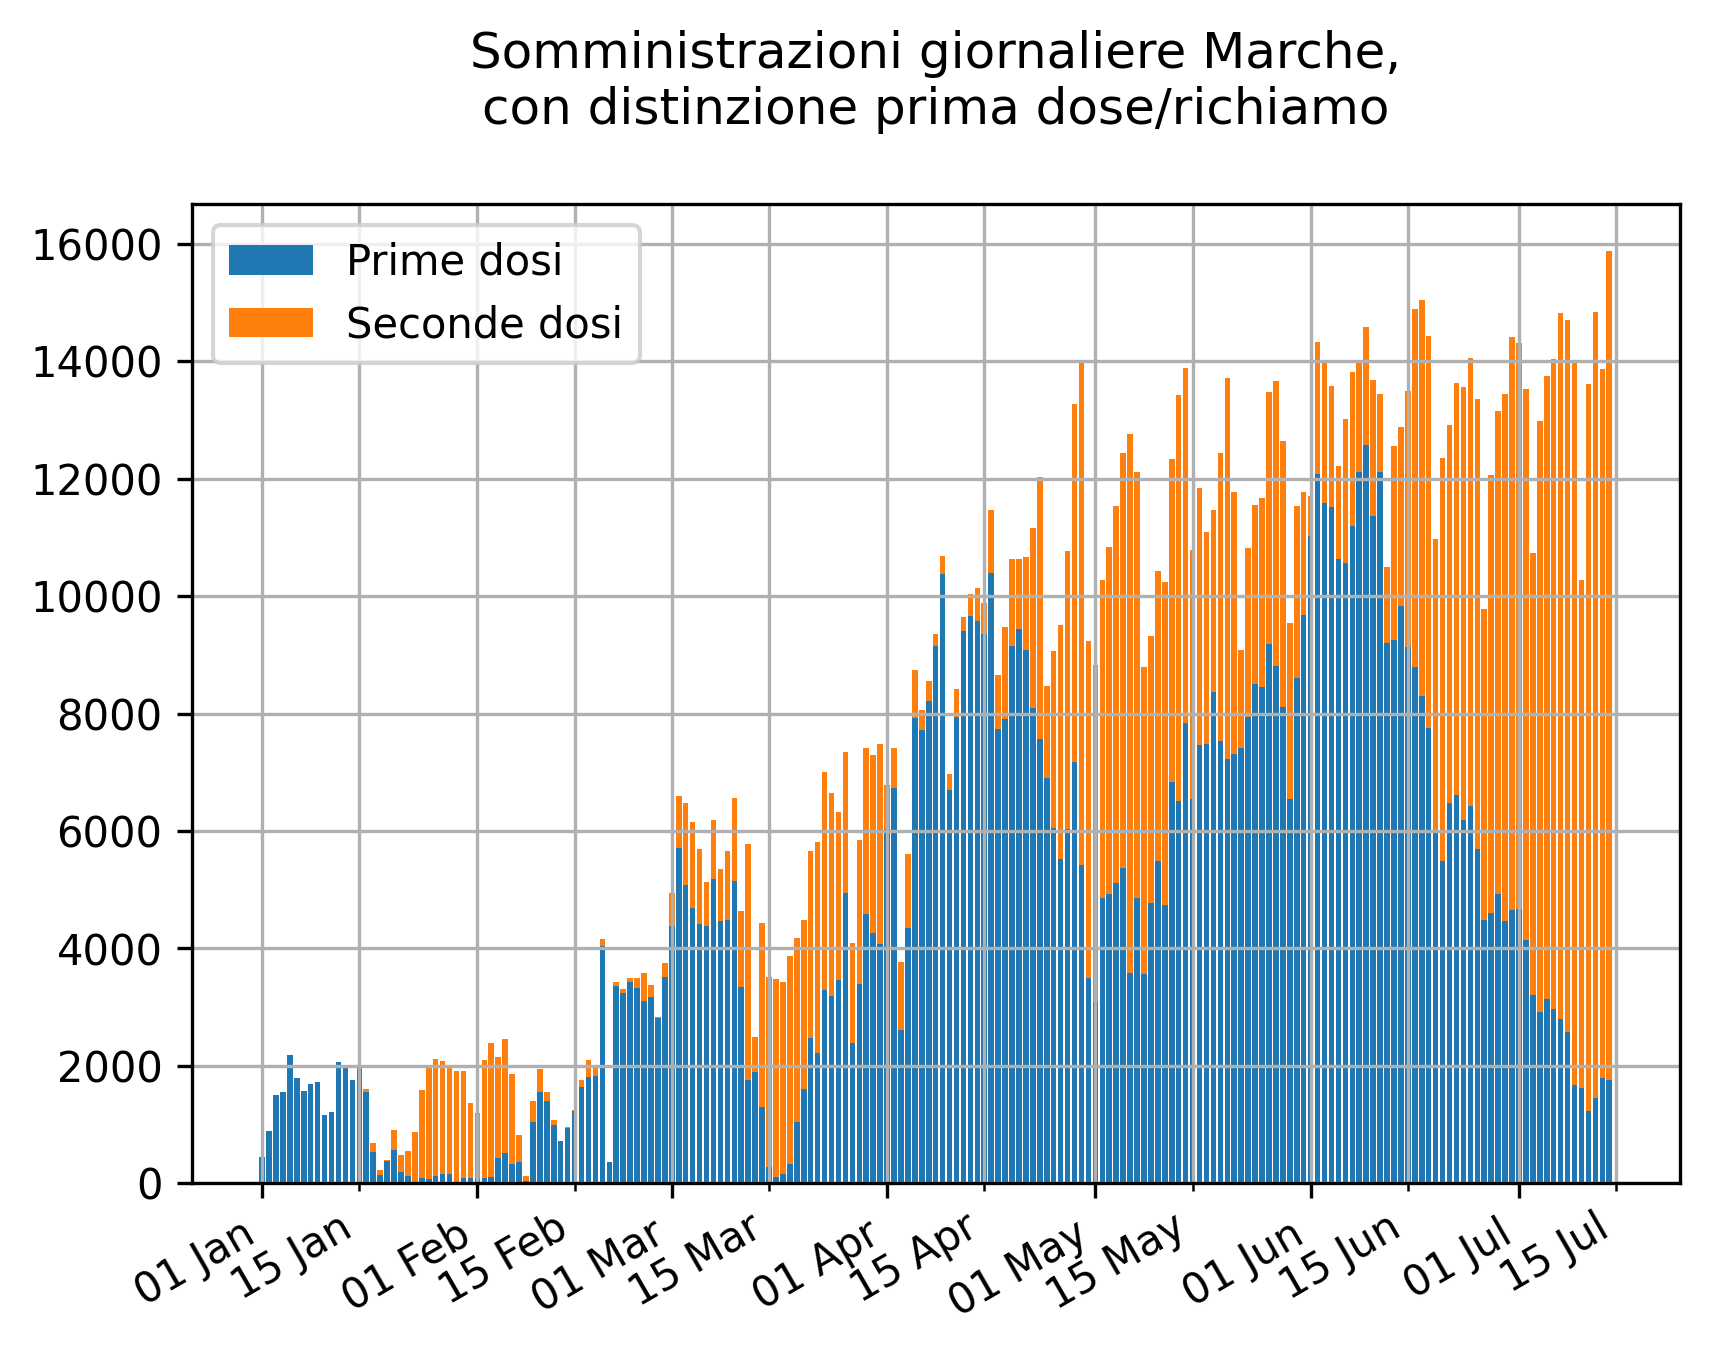 Somministrazioni giornaliere Marche,
con distinzione prima dose/richiamo
Prime dosi
Seconde dosi
16000
14000
12000
10000
8000
6000
4000
2000
0
01 Jan
15 Jan
01 Feb
15 Feb
01 Mar
15 Mar
01 Apr
15 Apr
01 May
15 May
01 Jun
15 Jun
01 Jul
15 Jul